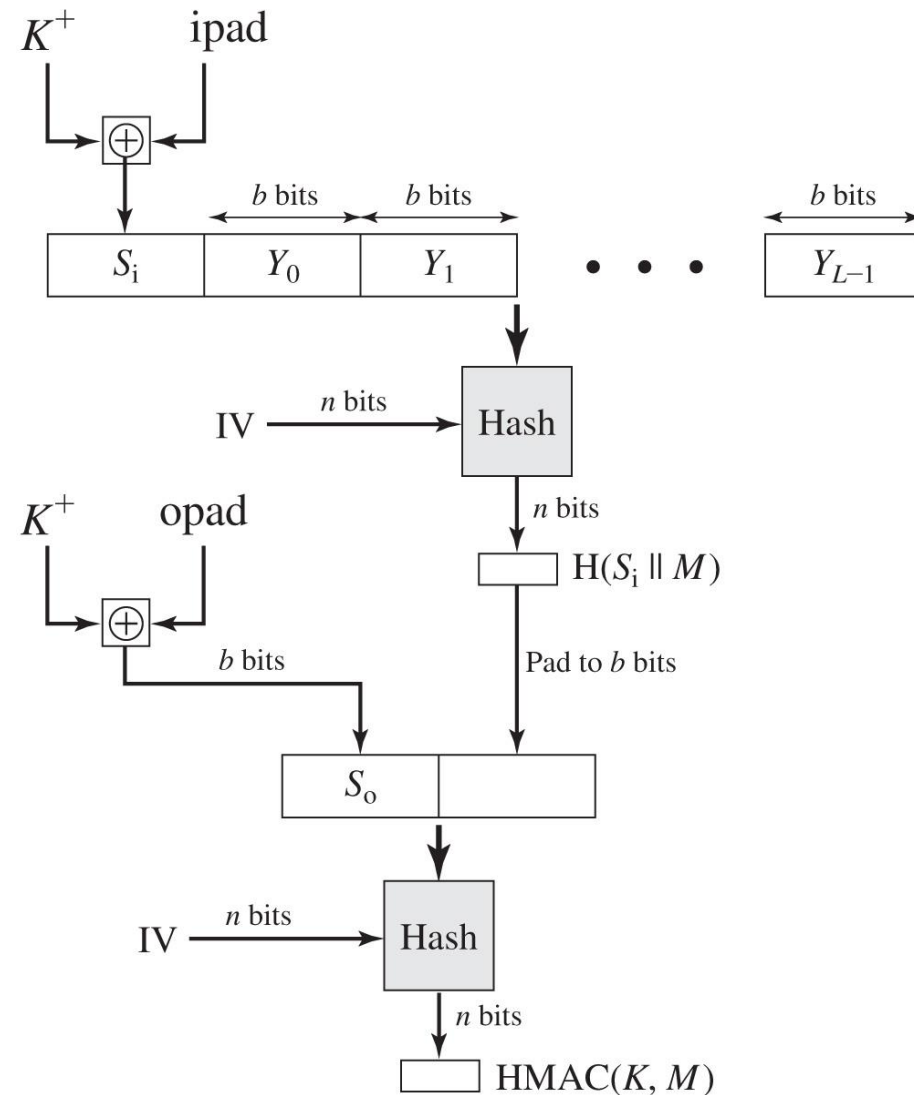 K⁺ ipad
b bits b bits b bits
Sᵢ Y₀ Y₁ • • • Y_{L–1}
n bits
IV Hash
K⁺ opad n bits
H(Sᵢ || M)
b bits Pad to b bits
Sₒ
n bits
IV Hash
n bits
HMAC(K, M)